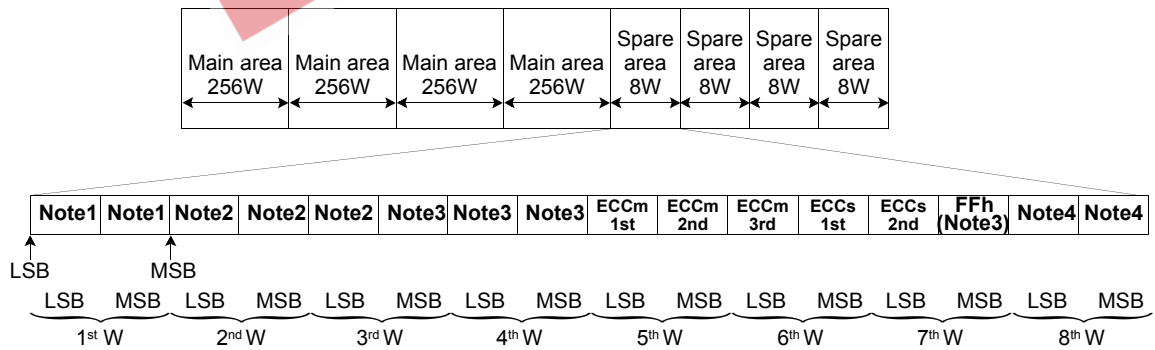 Main area 256W
Main area 256W
Main area 256W
Main area 256W
Spare area 8W
Spare area 8W
Spare area 8W
Spare area 8W
Note1 Note1 Note2 Note2 Note2 Note3 Note3 Note3 ECCm 1st ECCm 2nd ECCm 3rd ECCs 1st ECCs 2nd FFh (Note3) Note4 Note4
LSB MSB
LSB MSB LSB MSB LSB MSB LSB MSB LSB MSB LSB MSB LSB MSB LSB MSB
1st W 2nd W 3rd W 4th W 5th W 6th W 7th W 8th W